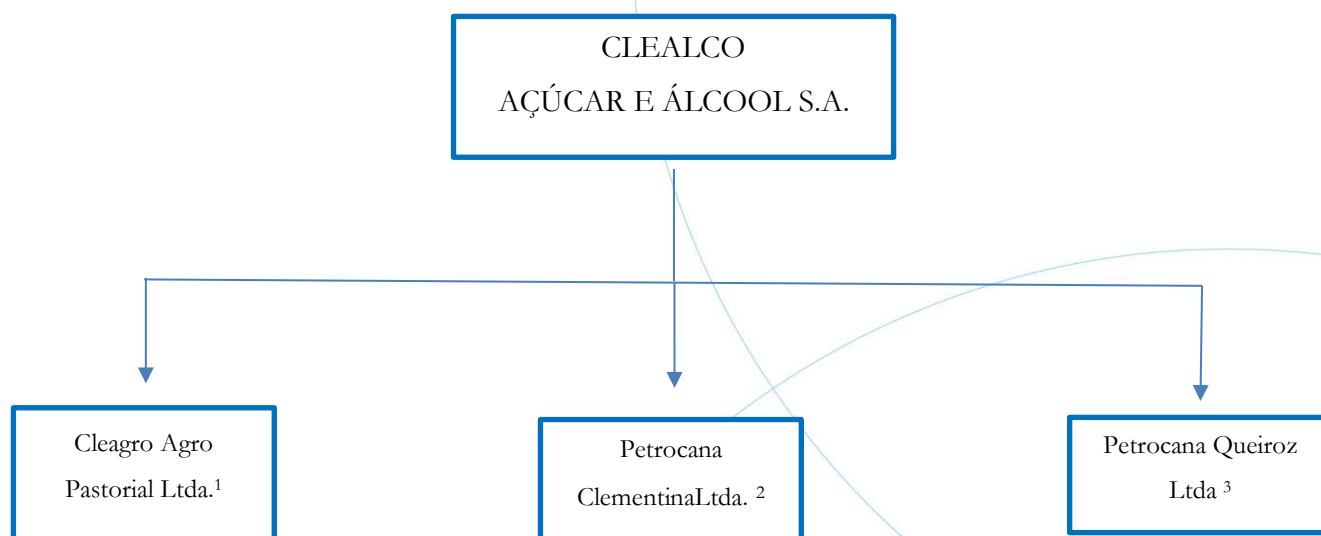 CLEALCO
AÇÚCAR E ÁLCOOL S.A.
Cleagro Agro
Pastorial Ltda.¹
Petrocana
ClementinaLtda. ²
Petrocana Queiroz
Ltda ³